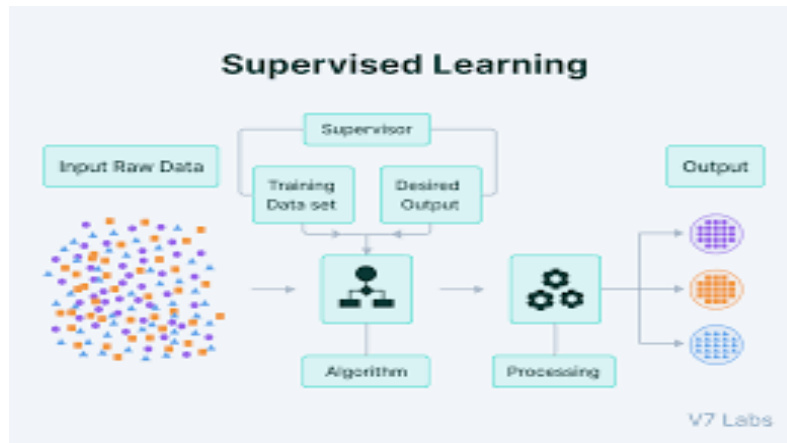 Supervised Learning
Supervisor
Input Raw Data
Training
Data set
Desired
Output
Output
Algorithm
Processing
V7 Labs